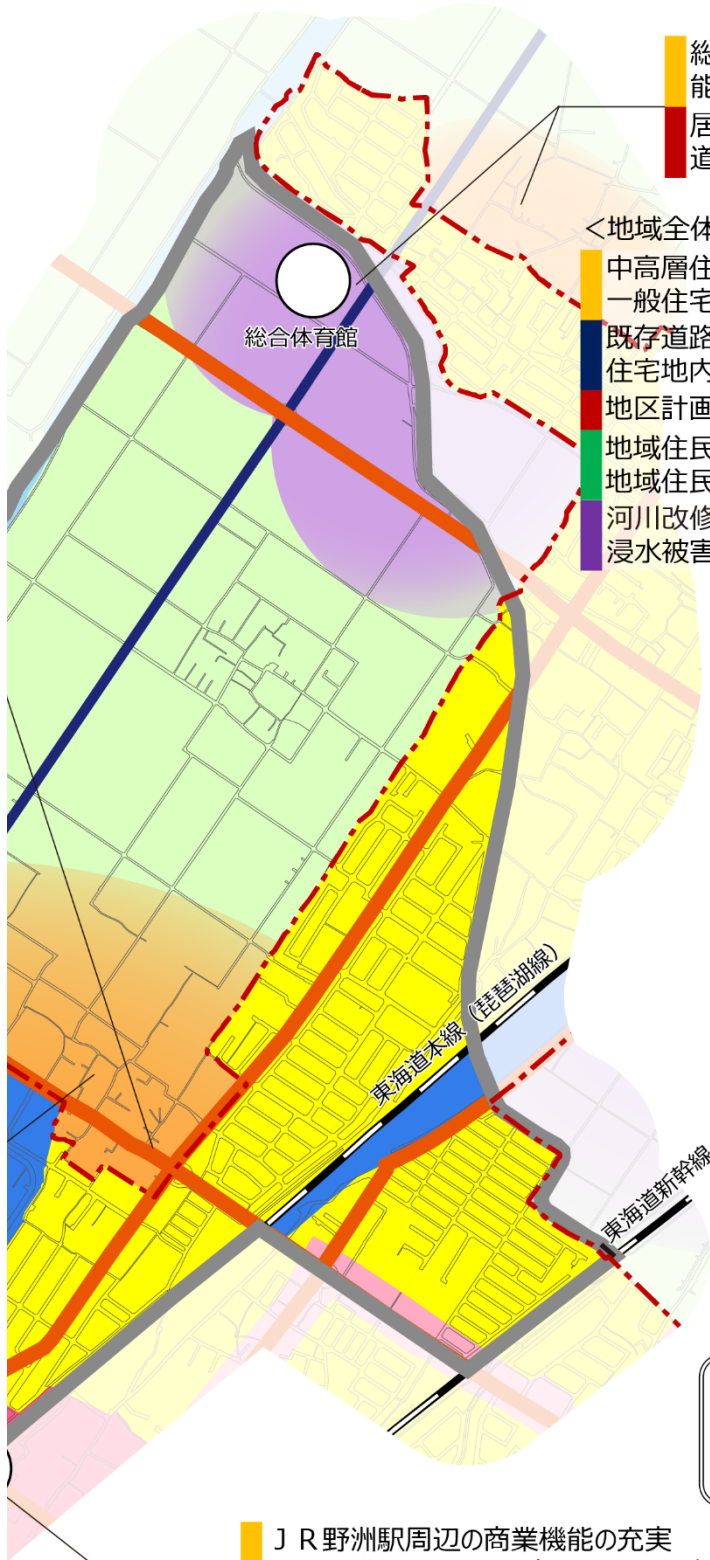 総
能
居
道
<地域全体
中高層住
一般住宅
既存道路
住宅地内
地区計画
地域住民
地域住民
河川改修
浸水被害
総合体育館
東海道本線（琵琶湖線）
東海道新幹線
ＪＲ野洲駅周辺の商業機能の充実